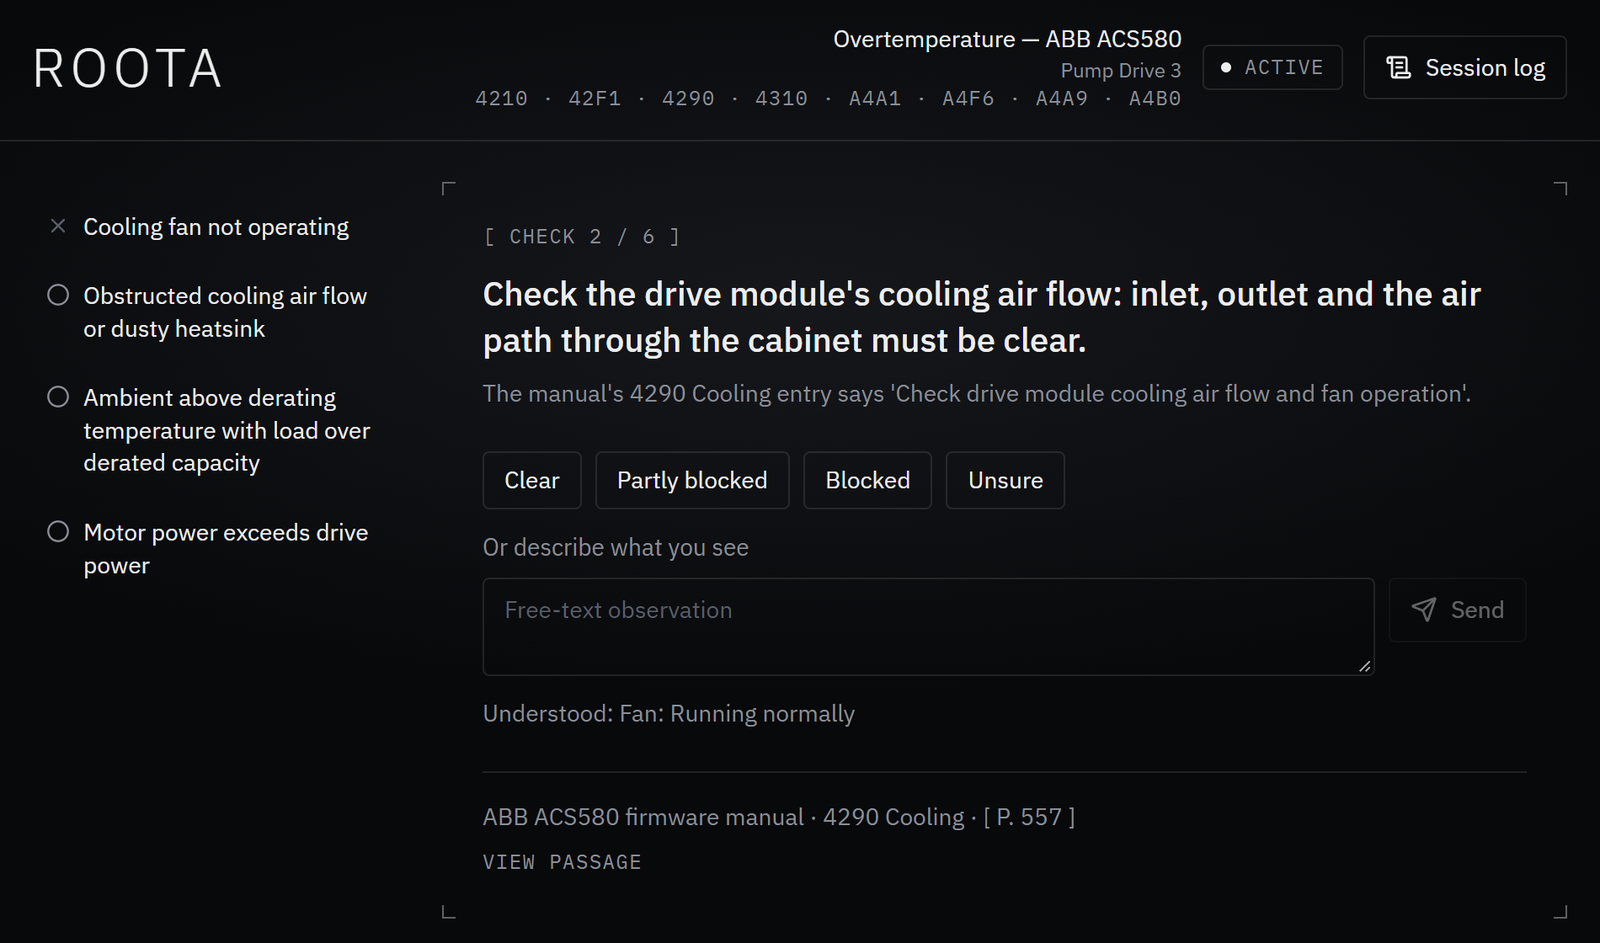 ROOTA
Overtemperature — ABB ACS580
Pump Drive 3
4210 · 42F1 · 4290 · 4310 · A4A1 · A4F6 · A4A9 · A4B0
ACTIVE
Session log
Cooling fan not operating
Obstructed cooling air flow
or dusty heatsink
Ambient above derating
temperature with load over
derated capacity
Motor power exceeds drive
power
[ CHECK 2 / 6 ]
Check the drive module's cooling air flow: inlet, outlet and the air
path through the cabinet must be clear.
The manual's 4290 Cooling entry says 'Check drive module cooling air flow and fan operation'.
Clear
Partly blocked
Blocked
Unsure
Or describe what you see
Free-text observation
Send
Understood: Fan: Running normally
ABB ACS580 firmware manual · 4290 Cooling · [ P. 557 ]
VIEW PASSAGE